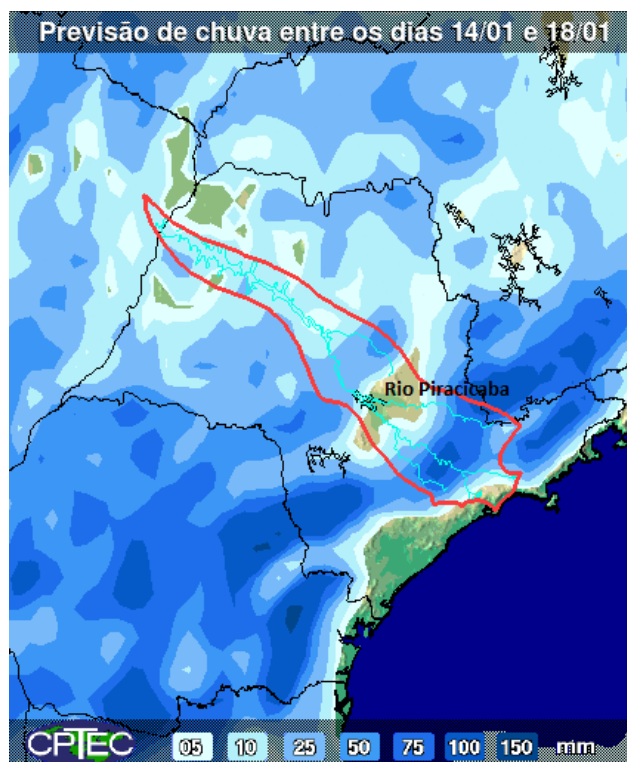 Previsão de chuva entre os dias 14/01 e 18/01
Rio Piracicaba
CPTEC 05 10 25 50 75 100 150 mm